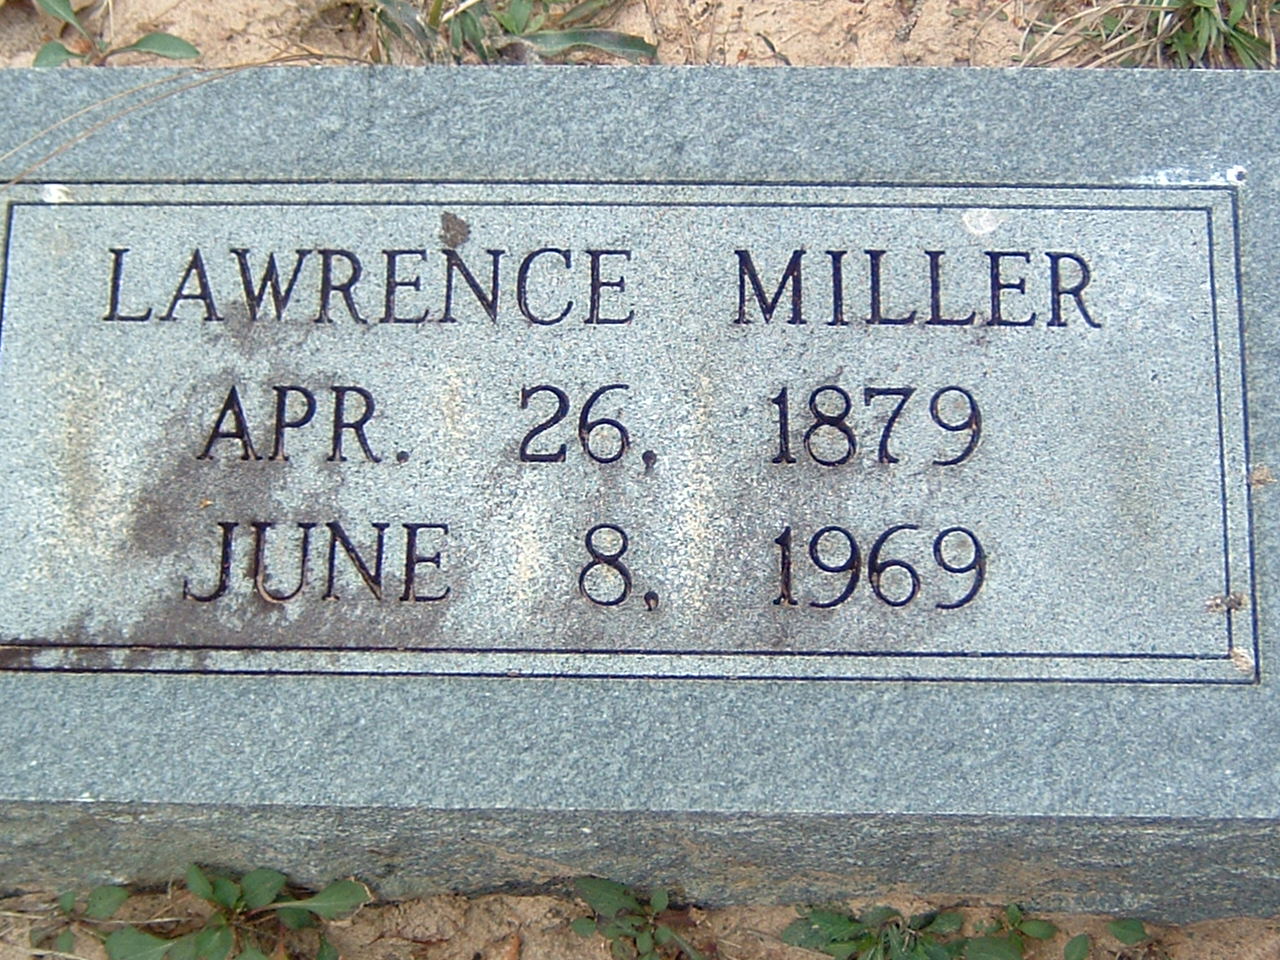 LAWRENCE MILLER
APR. 26, 1879
JUNE 8, 1969